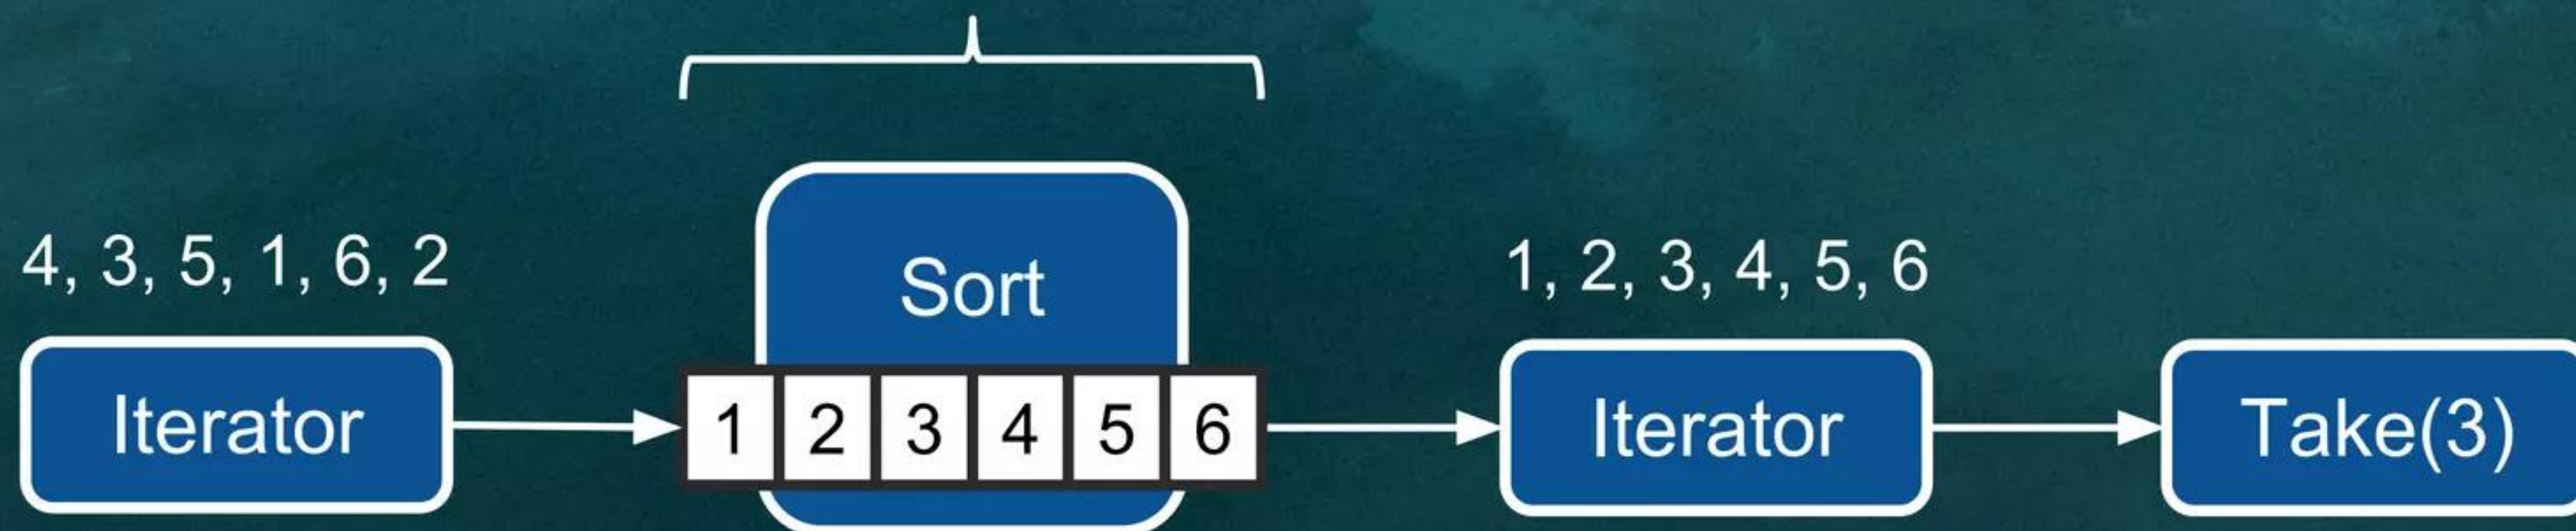 4, 3, 5, 1, 6, 2
Iterator
Sort
1 2 3 4 5 6
1, 2, 3, 4, 5, 6
Iterator
Take(3)